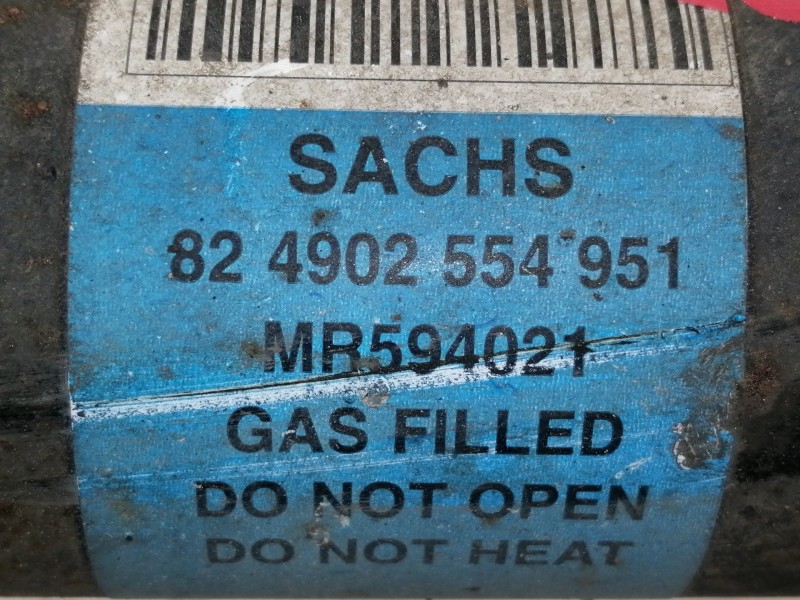 SACHS
82 4902 554 951
MR594021
GAS FILLED
DO NOT OPEN
DO NOT HEAT